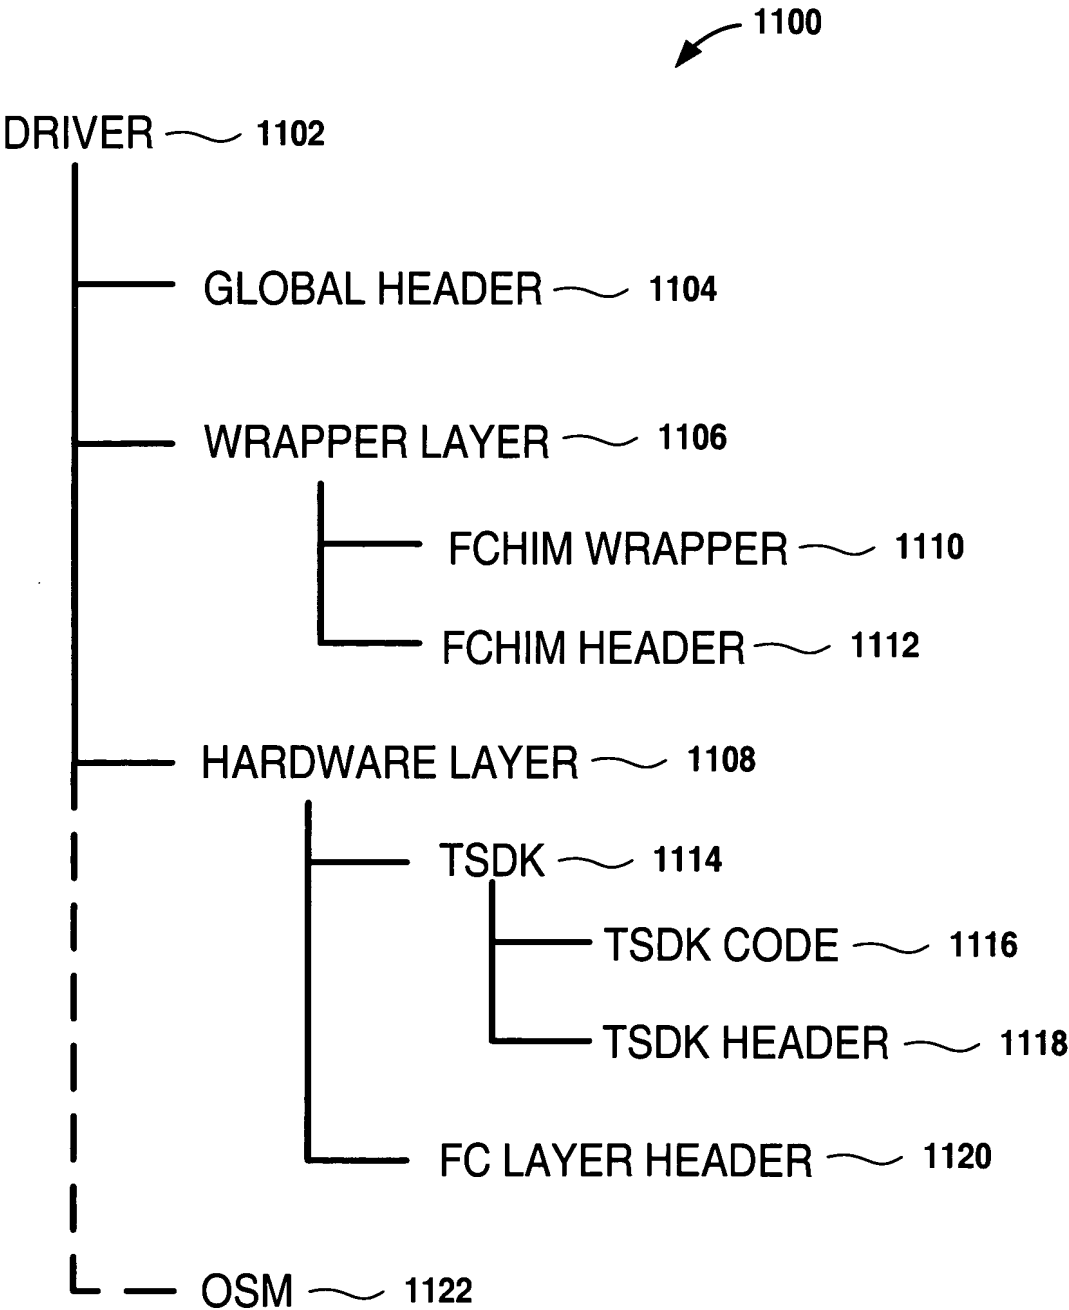 1100
DRIVER 1102
GLOBAL HEADER 1104
WRAPPER LAYER 1106
FCHIM WRAPPER 1110
FCHIM HEADER 1112
HARDWARE LAYER 1108
TSDK 1114
TSDK CODE 1116
TSDK HEADER 1118
FC LAYER HEADER 1120
OSM 1122